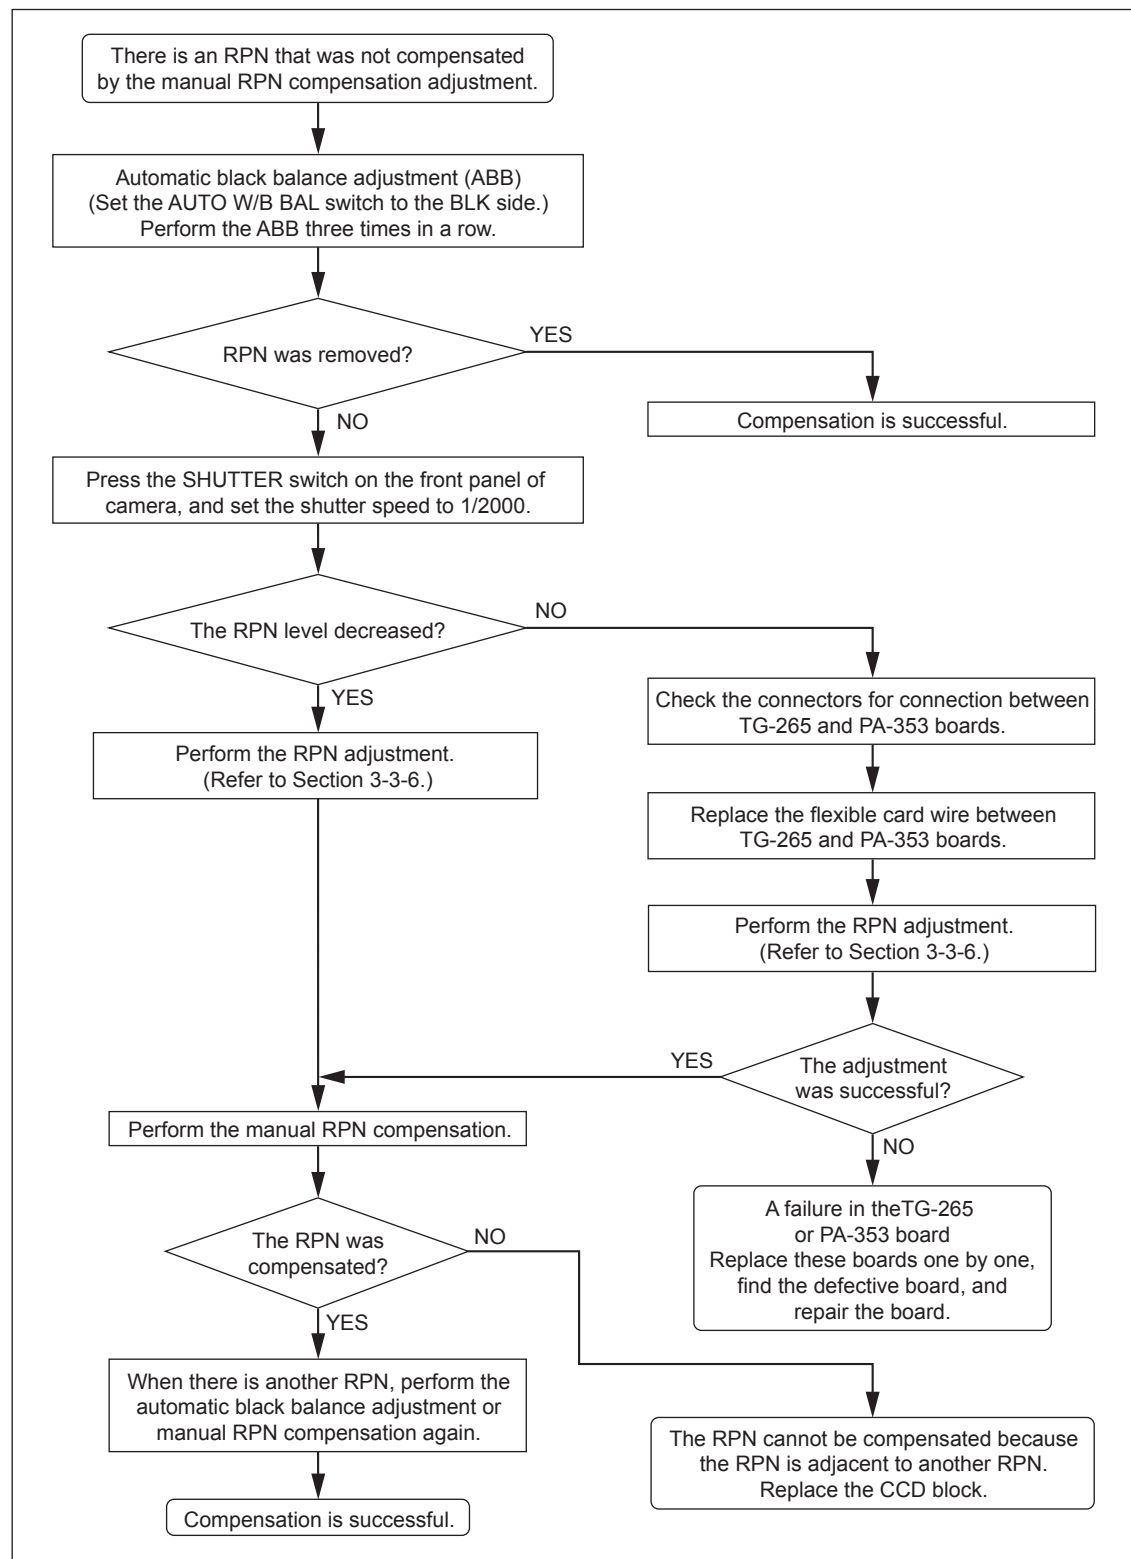 There is an RPN that was not compensated
by the manual RPN compensation adjustment.
Automatic black balance adjustment (ABB)
(Set the AUTO W/B BAL switch to the BLK side.)
Perform the ABB three times in a row.
RPN was removed?
YES
Compensation is successful.
NO
Press the SHUTTER switch on the front panel of
camera, and set the shutter speed to 1/2000.
The RPN level decreased?
NO
YES
Check the connectors for connection between
TG-265 and PA-353 boards.
Perform the RPN adjustment.
(Refer to Section 3-3-6.)
Replace the flexible card wire between
TG-265 and PA-353 boards.
Perform the RPN adjustment.
(Refer to Section 3-3-6.)
The adjustment
was successful?
YES
NO
Perform the manual RPN compensation.
A failure in theTG-265
or PA-353 board
Replace these boards one by one,
find the defective board, and
repair the board.
The RPN was
compensated?
NO
YES
When there is another RPN, perform the
automatic black balance adjustment or
manual RPN compensation again.
The RPN cannot be compensated because
the RPN is adjacent to another RPN.
Replace the CCD block.
Compensation is successful.